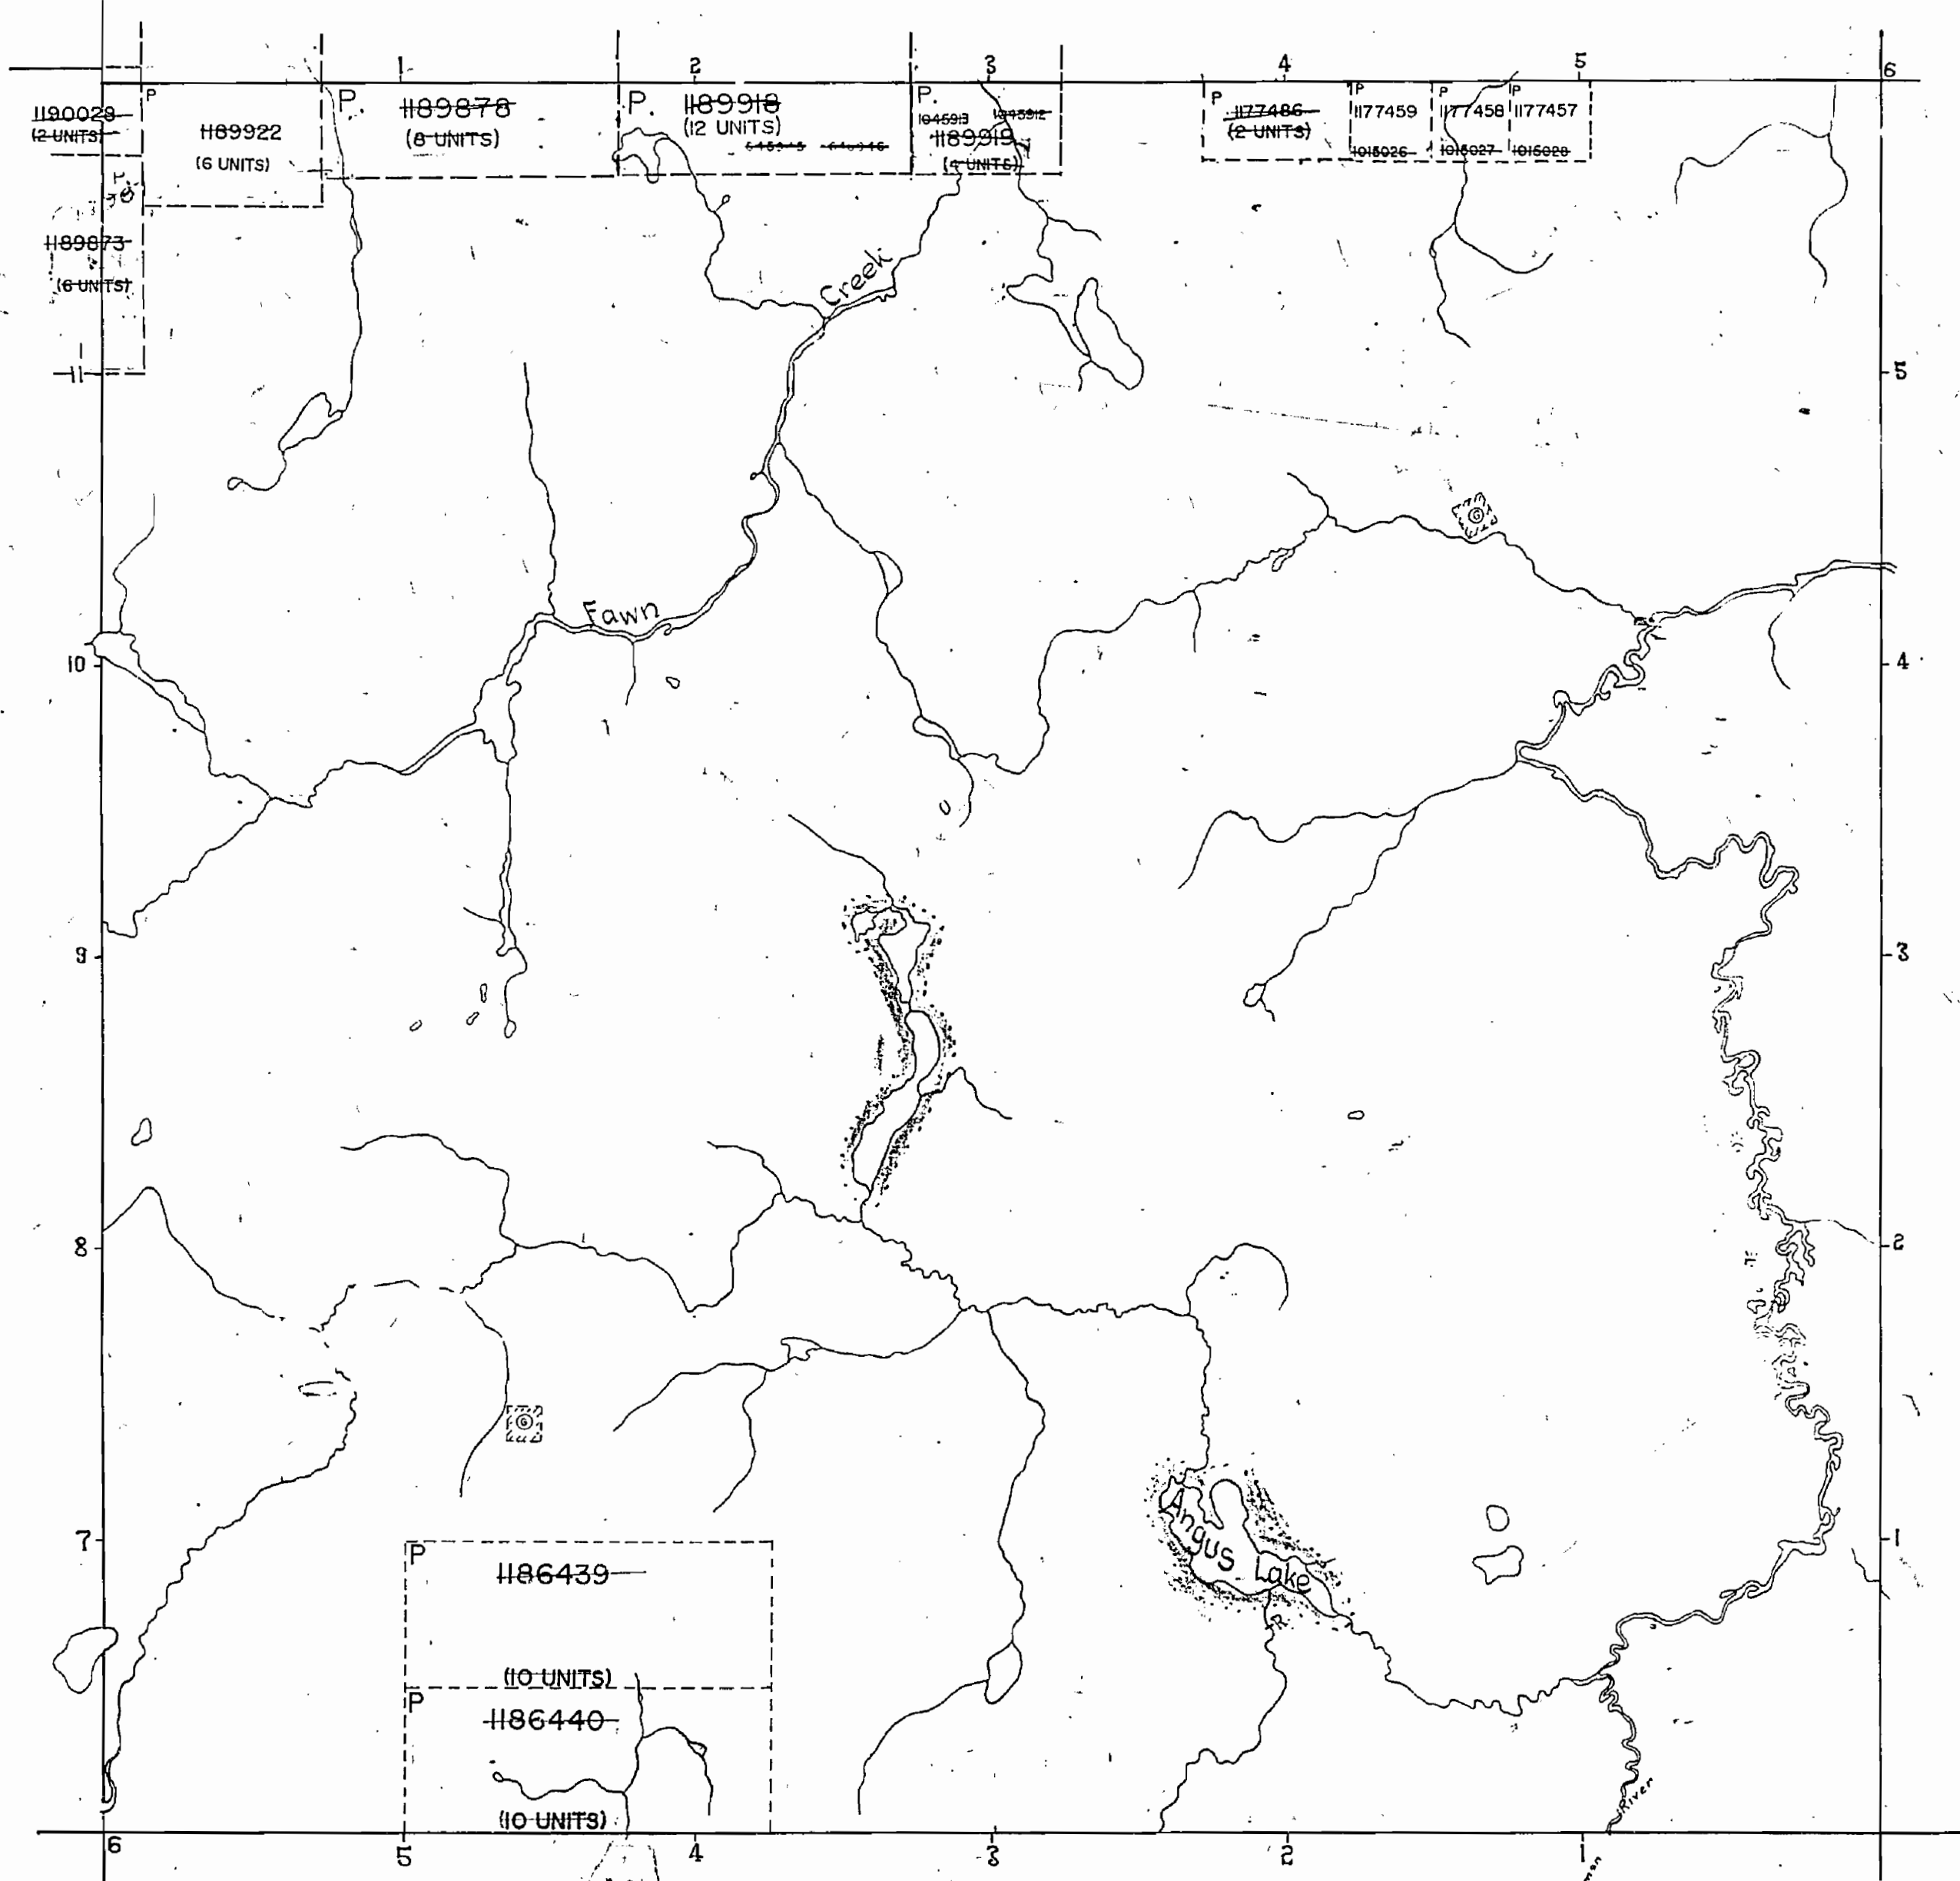 1 2 3 4 5 6
1190028
(2 UNITS)
P
1189922
(6 UNITS)
P.
1189878
(8 UNITS)
P.
1189918
(12 UNITS)
P.
1045913 1045912
1189919
(4 UNITS)
P
1177486
(2 UNITS)
P
1177459
1015026
P
1177458
1015027
P
1177457
1015028
P.
1189873
(6 UNITS)
Creek
11
5
G
Fawn
10
4
9
3
8
2
G
7
1
Angus Lake
P
1186439
(10 UNITS)
P
1186440
(10 UNITS)
River
6 5 4 3 2 1